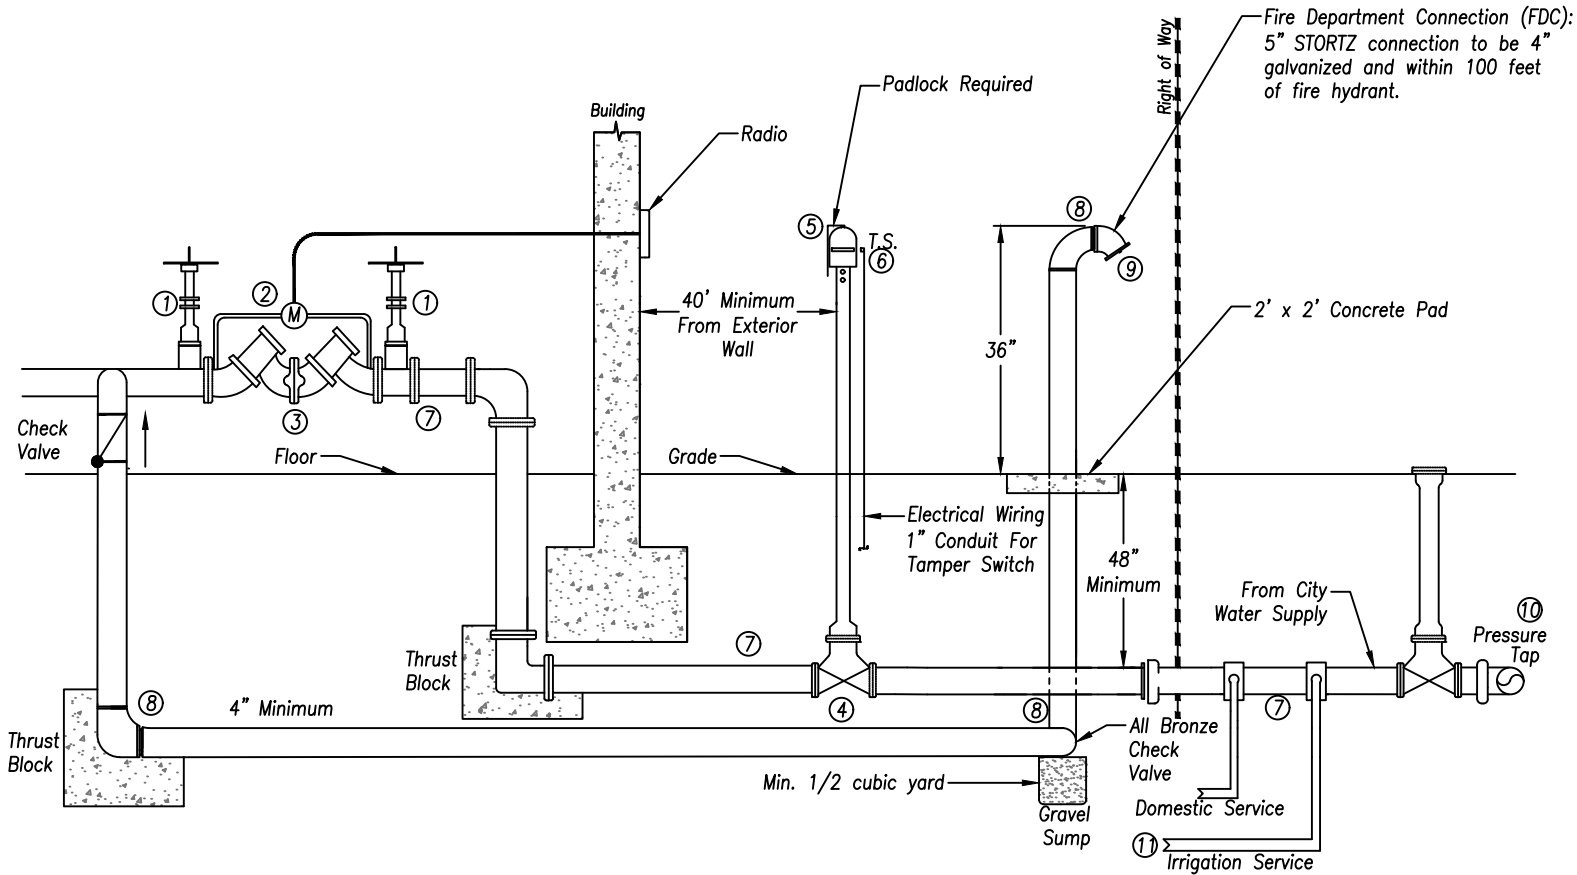 Fire Department Connection (FDC):
5" STORTZ connection to be 4"
galvanized and within 100 feet
of fire hydrant.
Right of Way
Padlock Required
Building
Radio
8
5
T.S.
6
9
1
2
1
M
40' Minimum
From Exterior
Wall
2' x 2' Concrete Pad
36"
3
7
Check
Valve
Floor
Grade
Electrical Wiring
1" Conduit For
Tamper Switch
48"
Minimum
From City
Water Supply
10
Pressure
Tap
7
Thrust
Block
8
4" Minimum
4
8
7
All Bronze
Check
Valve
Thrust
Block
Min. 1/2 cubic yard
Gravel
Sump
Domestic Service
11
Irrigation Service